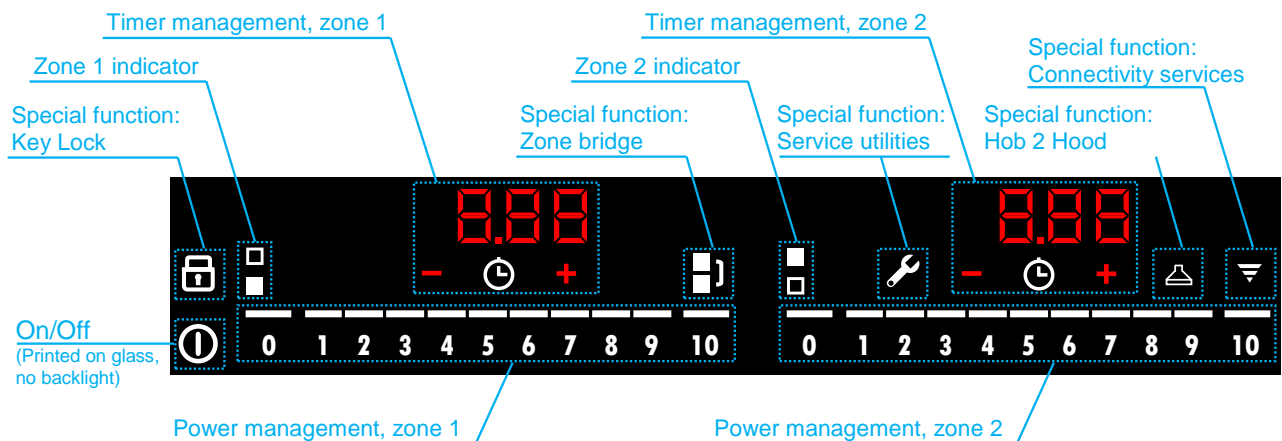 Timer management, zone 1
Timer management, zone 2
Special function:
Connectivity services
Zone 1 indicator
Zone 2 indicator
Special function:
Key Lock
Special function:
Zone bridge
Special function:
Service utilities
Special function:
Hob 2 Hood
8.88
8.88
− +
− +
On/Off
(Printed on glass,
no backlight)
0 1 2 3 4 5 6 7 8 9 10
0 1 2 3 4 5 6 7 8 9 10
Power management, zone 1
Power management, zone 2